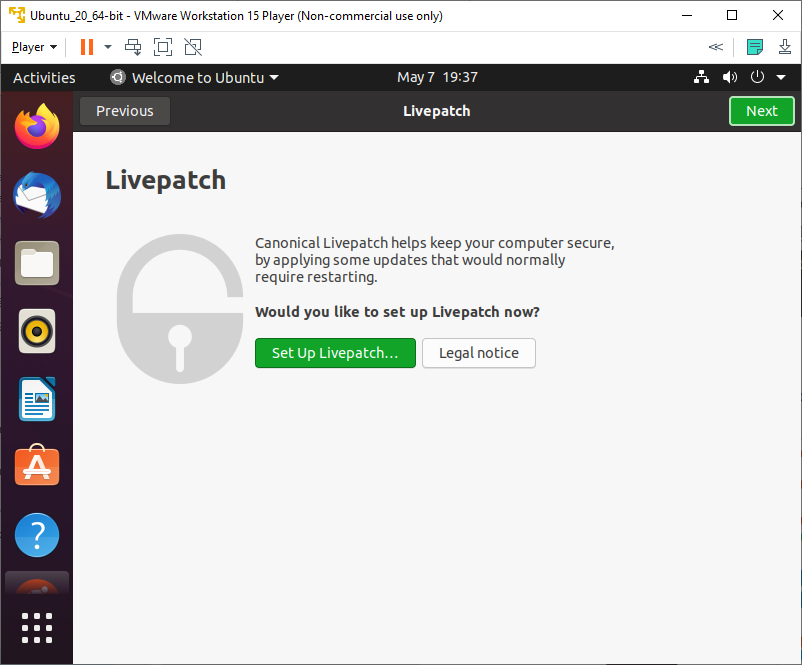 Ubuntu_20_64-bit - VMware Workstation 15 Player (Non-commercial use only)
Player
Activities Welcome to Ubuntu May 7 19:37
Previous Livepatch Next
Livepatch
Canonical Livepatch helps keep your computer secure,
by applying some updates that would normally
require restarting.
Would you like to set up Livepatch now?
Set Up Livepatch… Legal notice